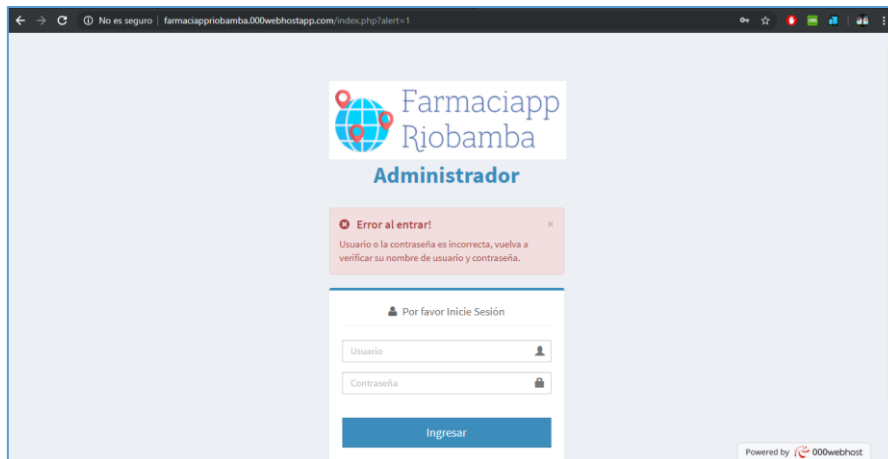 No es seguro | farmaciappriobamba.000webhostapp.com/index.php?alert=1
Farmaciapp
Riobamba
Administrador
Error al entrar! ×
Usuario o la contraseña es incorrecta, vuelva a
verificar su nombre de usuario y contraseña.
Por favor Inicie Sesión
Usuario
Contraseña
Ingresar
Powered by 000webhost